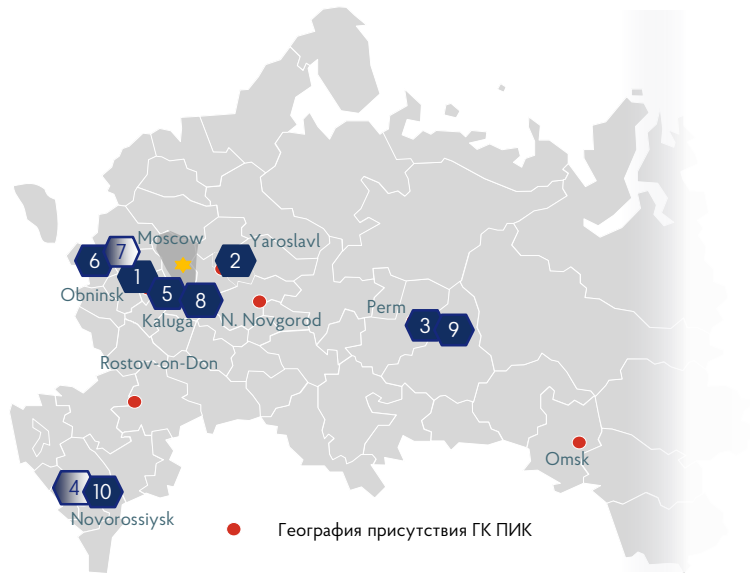 Moscow
Yaroslavl
7
6
2
1
Obninsk
5
8
Kaluga
N. Novgorod
Perm
3
9
Rostov-on-Don
Omsk
4
10
Novorossiysk
География присутствия ГК ПИК